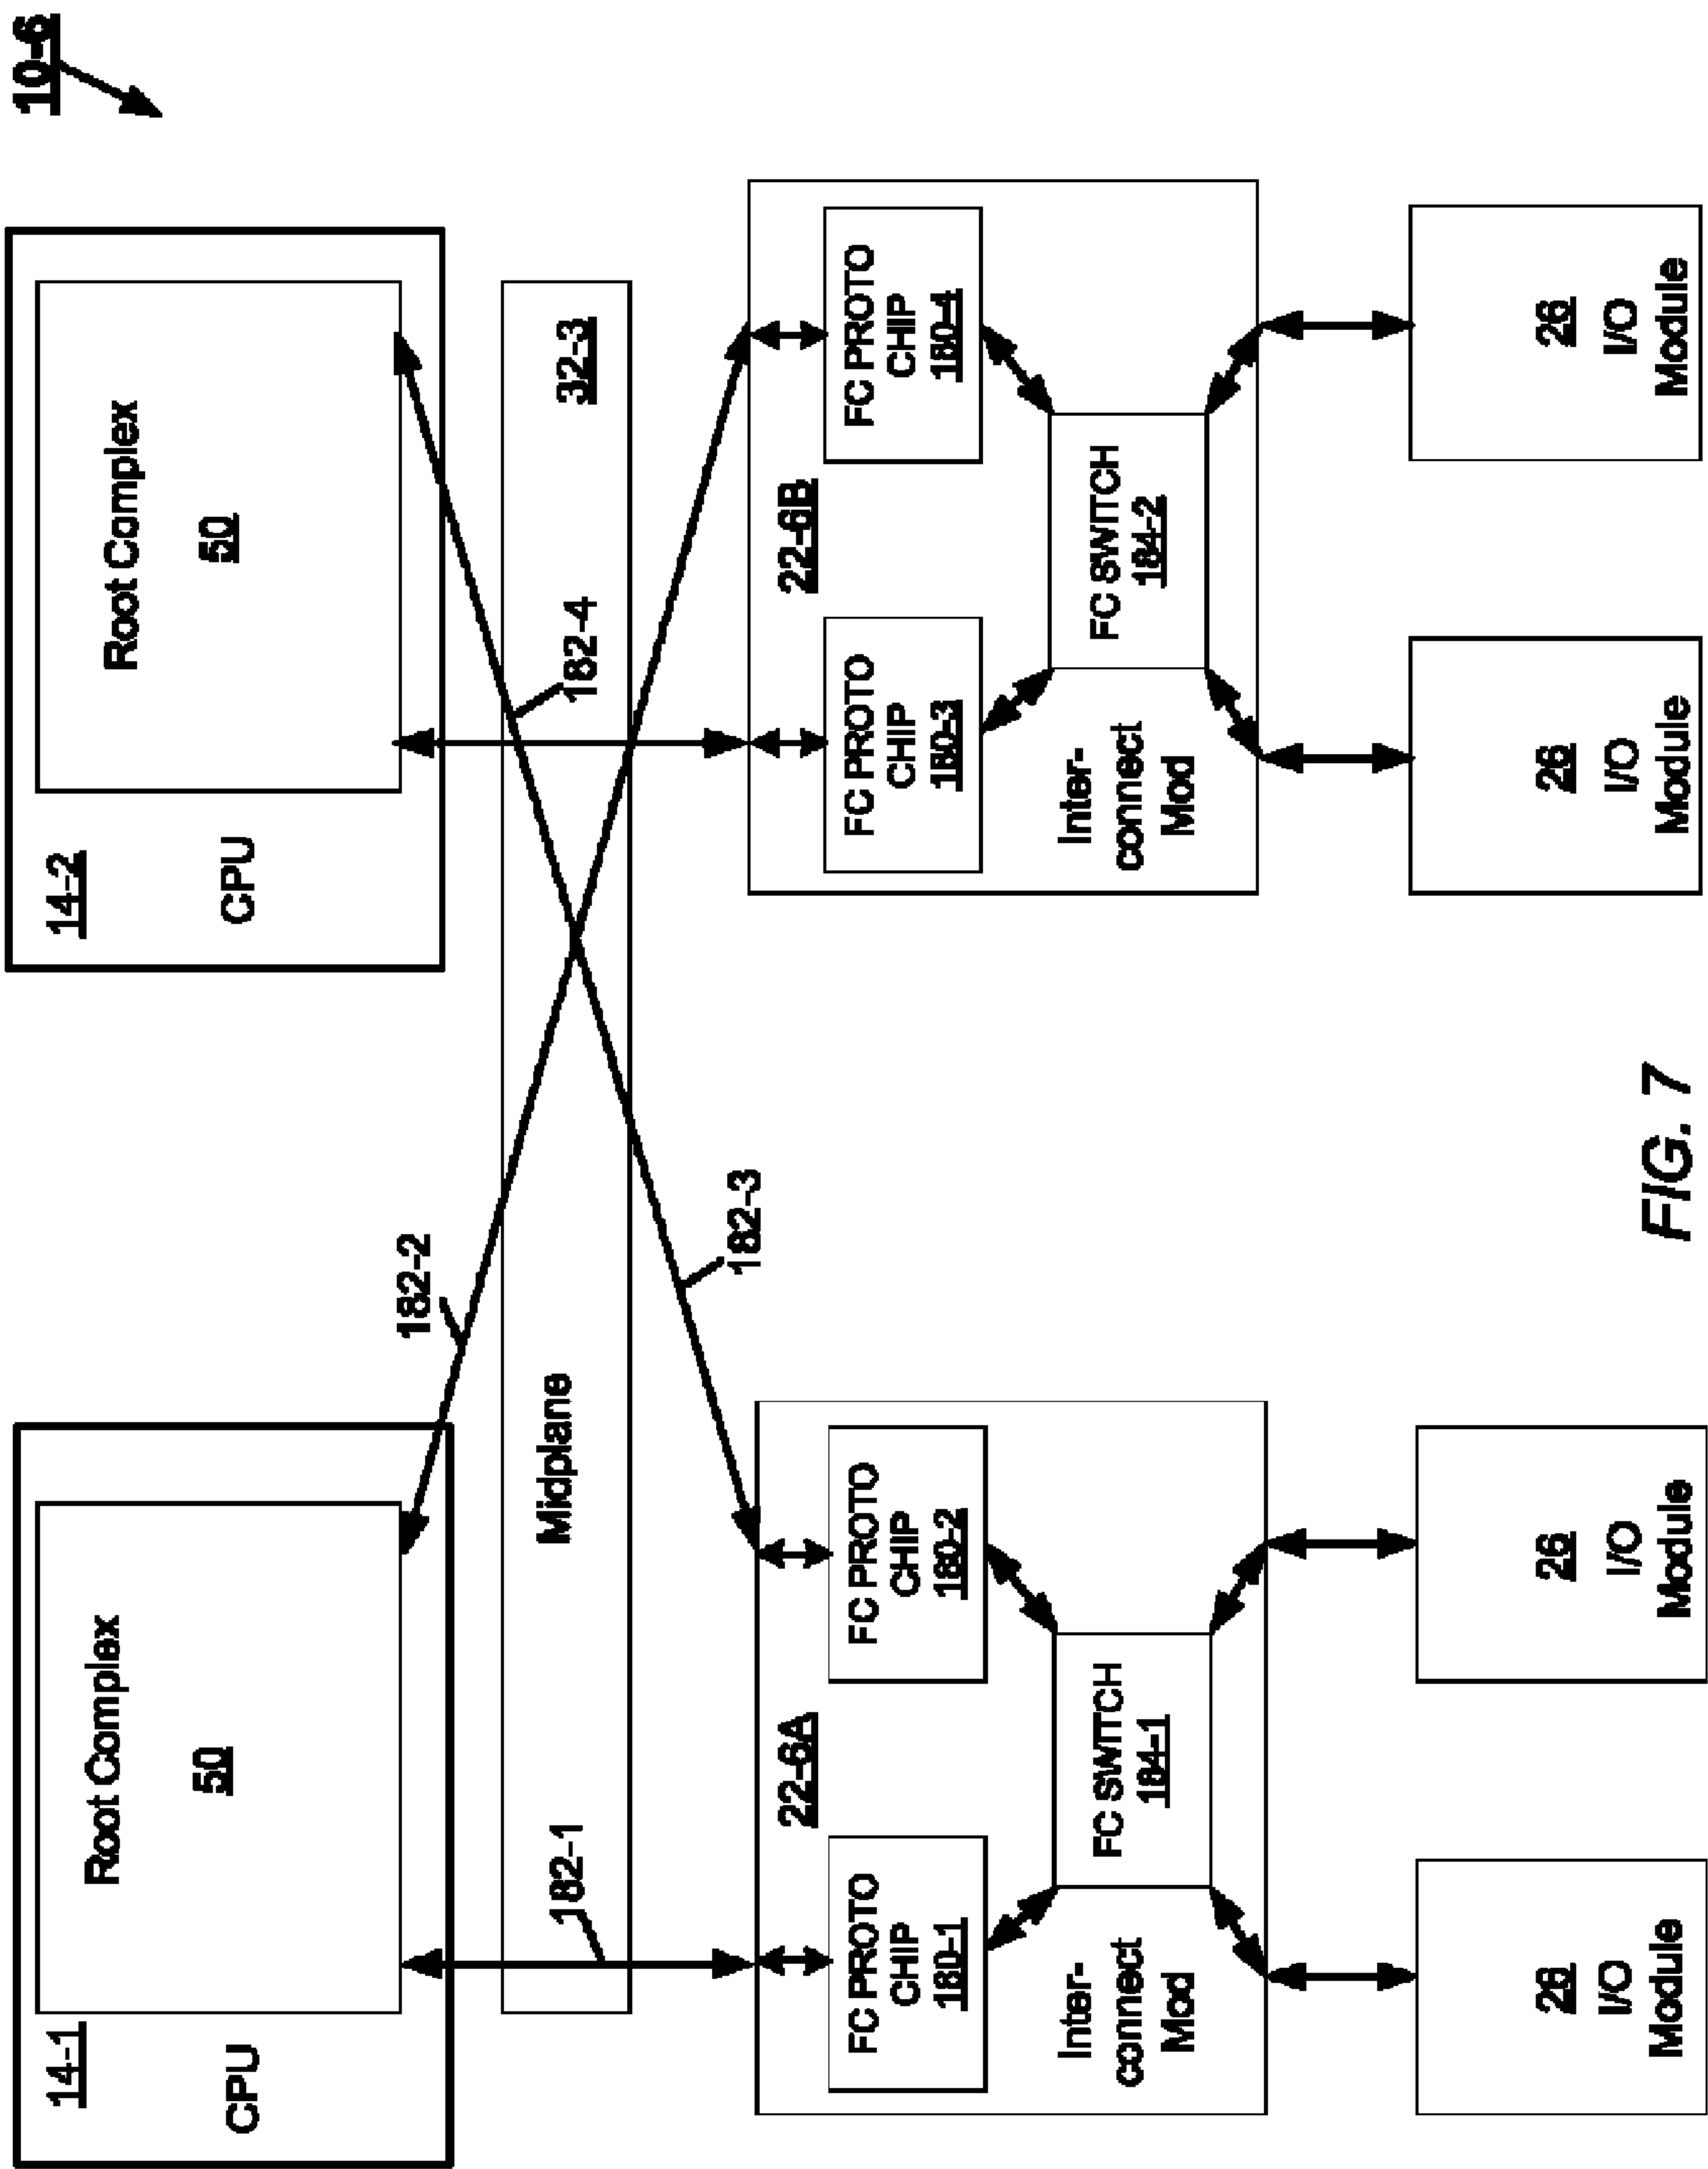 10-6
14-1
CPU
Root Complex
50
14-2
CPU
Root Complex
50
182-1
182-2
182-3
182-4
Midplane
32-3
22-6A
FC PROTO
CHIP
180-1
FC PROTO
CHIP
180-2
FC SWITCH
184-1
Inter-
connect
Mod
22-6B
FC PROTO
CHIP
180-3
FC PROTO
CHIP
180-4
FC SWITCH
184-2
Inter-
connect
Mod
26
I/O
Module
26
I/O
Module
26
I/O
Module
26
I/O
Module
FIG. 7